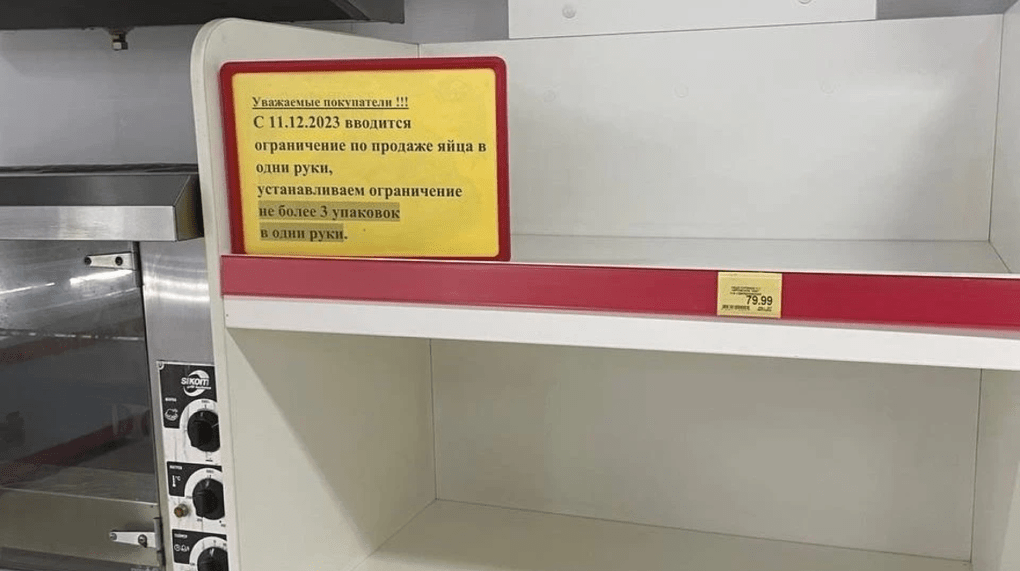 Уважаемые покупатели !!!
С 11.12.2023 вводится
ограничение по продаже яйца в
одни руки,
устанавливаем ограничение
не более 3 упаковок
в одни руки.
79.99
SIKOM